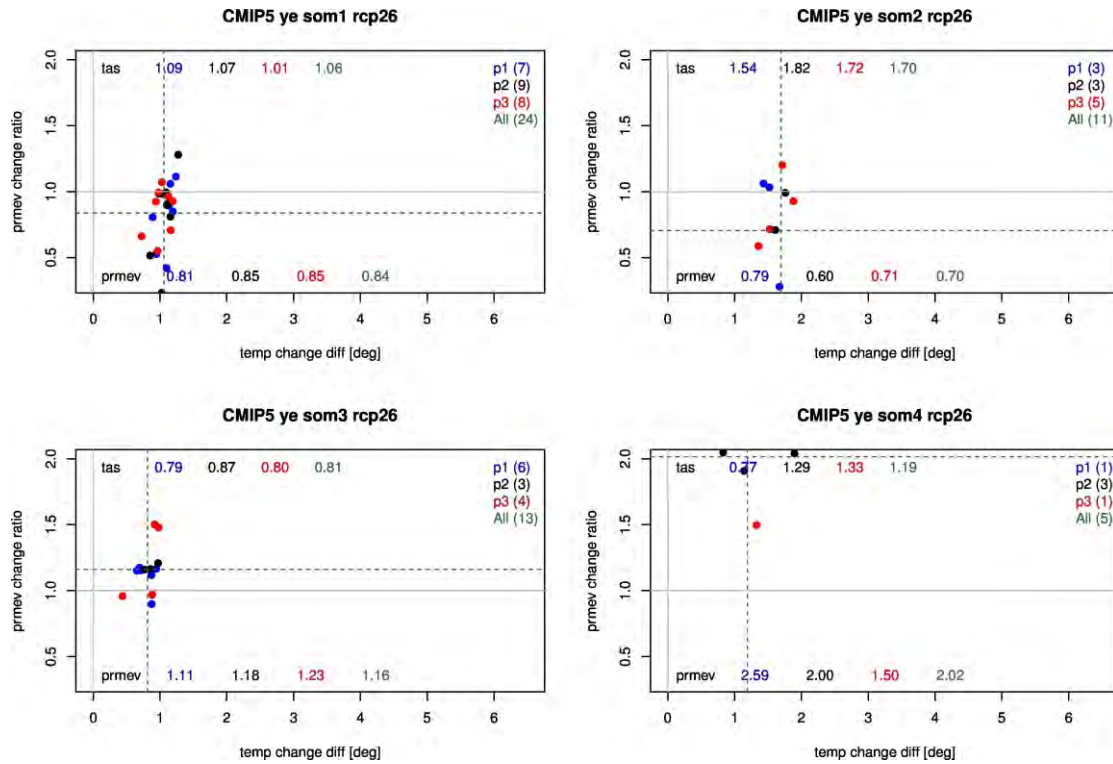 CMIP5 ye som1 rcp26
prmev change ratio
2.0
1.5
1.0
0.5
tas 1.09 1.07 1.01 1.06
p1 (7)
p2 (9)
p3 (8)
All (24)
prmev 0.81 0.85 0.85 0.84
0 1 2 3 4 5 6
temp change diff [deg]
CMIP5 ye som2 rcp26
prmev change ratio
2.0
1.5
1.0
0.5
tas 1.54 1.82 1.72 1.70
p1 (3)
p2 (3)
p3 (5)
All (11)
prmev 0.79 0.60 0.71 0.70
0 1 2 3 4 5 6
temp change diff [deg]
CMIP5 ye som3 rcp26
prmev change ratio
2.0
1.5
1.0
0.5
tas 0.79 0.87 0.80 0.81
p1 (6)
p2 (3)
p3 (4)
All (13)
prmev 1.11 1.18 1.23 1.16
0 1 2 3 4 5 6
temp change diff [deg]
CMIP5 ye som4 rcp26
prmev change ratio
2.0
1.5
1.0
0.5
tas 0.77 1.29 1.33 1.19
p1 (1)
p2 (3)
p3 (1)
All (5)
prmev 2.59 2.00 1.50 2.02
0 1 2 3 4 5 6
temp change diff [deg]